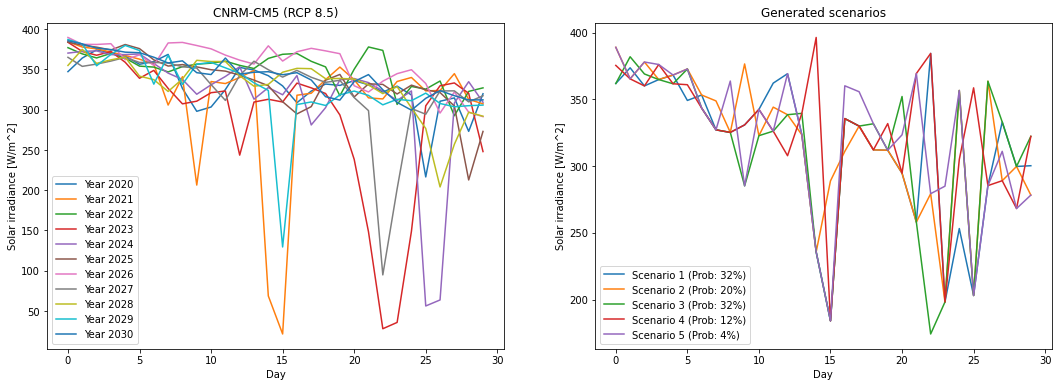 CNRM-CM5 (RCP 8.5)
Solar irradiance [W/m^2]
400
350
300
250
200
150
100
50
Year 2020
Year 2021
Year 2022
Year 2023
Year 2024
Year 2025
Year 2026
Year 2027
Year 2028
Year 2029
Year 2030
0 5 10 15 20 25 30
Day
Generated scenarios
Solar irradiance [W/m^2]
400
350
300
250
200
Scenario 1 (Prob: 32%)
Scenario 2 (Prob: 20%)
Scenario 3 (Prob: 32%)
Scenario 4 (Prob: 12%)
Scenario 5 (Prob: 4%)
0 5 10 15 20 25 30
Day